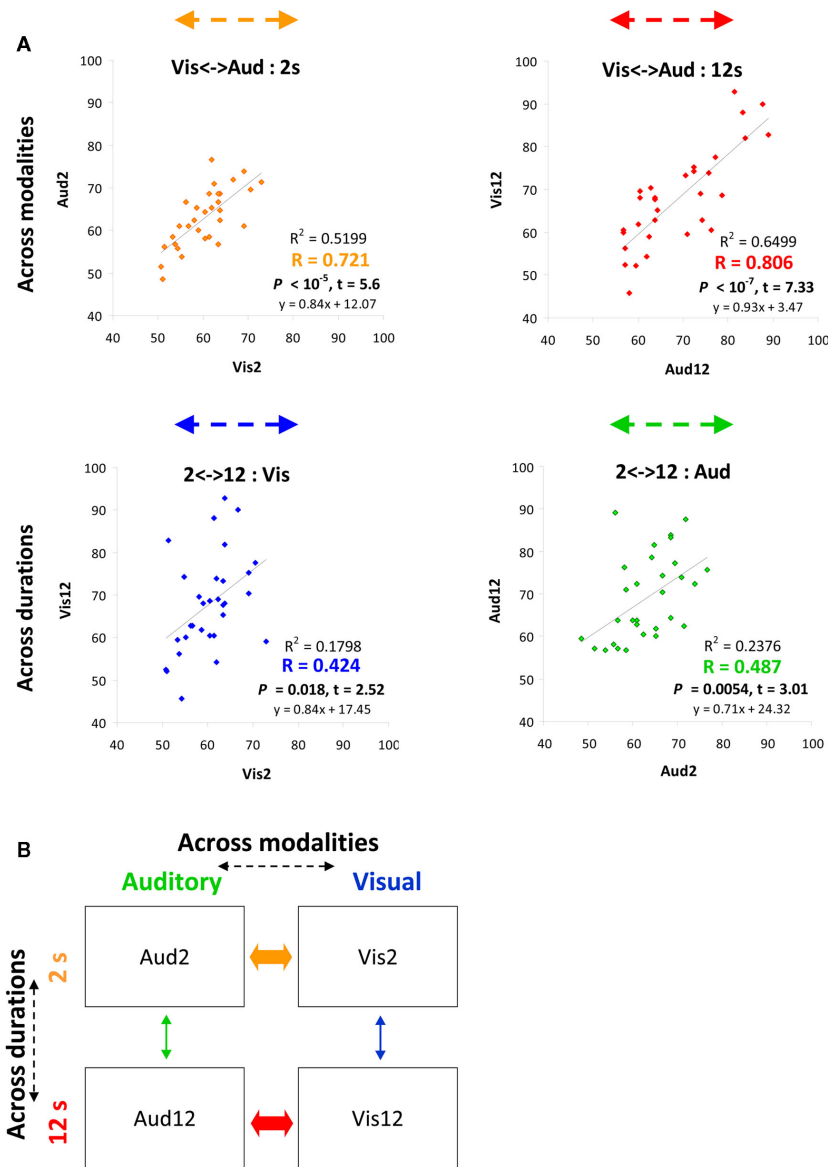 A
Across modalities
Vis<->Aud : 2s
Aud2
100
90
80
70
60
50
40
R² = 0.5199
R = 0.721
P < 10⁻⁵, t = 5.6
y = 0.84x + 12.07
40 50 60 70 80 90 100
Vis2
Vis<->Aud : 12s
Vis12
100
90
80
70
60
50
40
R² = 0.6499
R = 0.806
P < 10⁻⁷, t = 7.33
y = 0.93x + 3.47
40 50 60 70 80 90 100
Aud12
Across durations
2<->12 : Vis
Vis12
100
90
80
70
60
50
40
R² = 0.1798
R = 0.424
P = 0.018, t = 2.52
y = 0.84x + 17.45
40 50 60 70 80 90 100
Vis2
2<->12 : Aud
Aud12
100
90
80
70
60
50
40
R² = 0.2376
R = 0.487
P = 0.0054, t = 3.01
y = 0.71x + 24.32
40 50 60 70 80 90 100
Aud2
B
Across modalities
Auditory Visual
Across durations
2 s
Aud2 Vis2
12 s
Aud12 Vis12